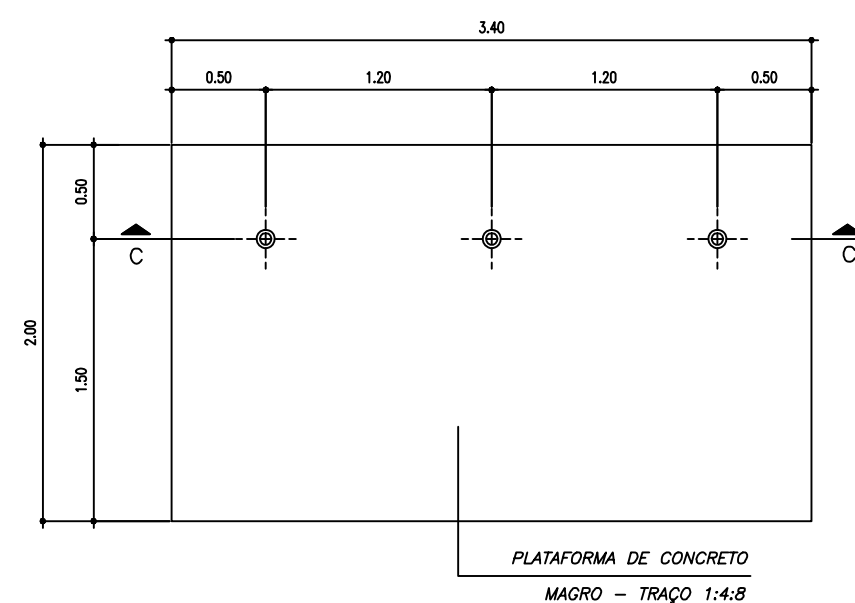 3.40
0.50 1.20 1.20 0.50
0.50
C C
2.00
1.50
PLATAFORMA DE CONCRETO
MAGRO – TRAÇO 1:4:8